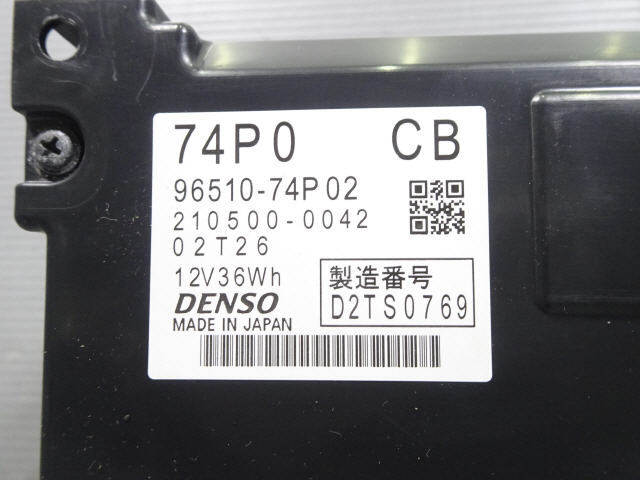 74P0 CB
96510-74P02
210500-0042
02T26
12V36Wh
製造番号
DENSO
D2TS0769
MADE IN JAPAN